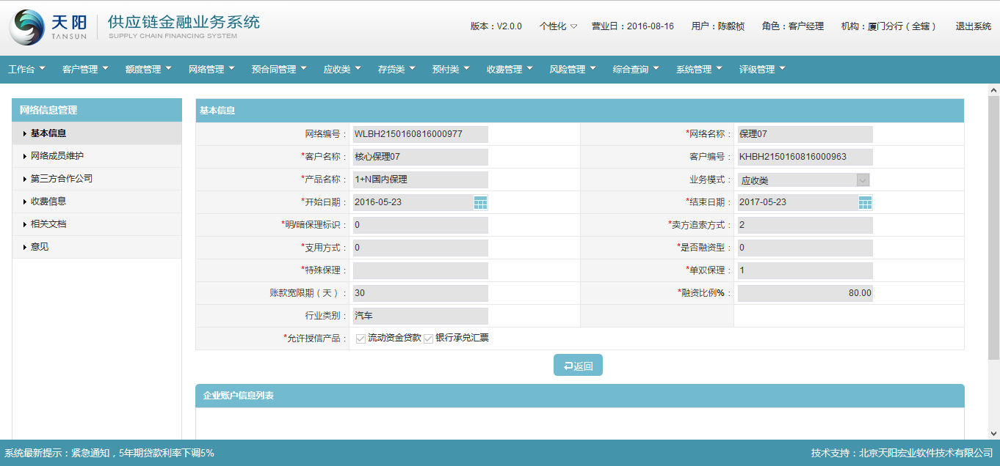 天阳 TANSUN 供应链金融业务系统 SUPPLY CHAIN FINANCING SYSTEM
版本：V2.0.0 个性化 营业日：2016-08-16 用户：陈毅桢 角色：客户经理 机构：厦门分行（全辖） 退出系统
工作台 客户管理 额度管理 网络管理 预合同管理 应收类 存货类 预付类 收费管理 风险管理 综合查询 系统管理 评级管理
网络信息管理
基本信息
网络成员维护
第三方合作公司
收费信息
相关文档
意见
基本信息
网络编号： WLBH2150160816000977 *网络名称： 保理07
*客户名称： 核心保理07 客户编号： KHBH2150160816000963
*产品名称： 1+N国内保理 业务模式： 应收类
*开始日期： 2016-05-23 *结束日期： 2017-05-23
*明/暗保理标识： 0 *卖方追索方式： 2
*支用方式： 0 *是否融资型： 0
*特殊保理： *单双保理： 1
账款宽限期（天）： 30 *融资比例%： 80.00
行业类别： 汽车
*允许授信产品： 流动资金贷款 银行承兑汇票
返回
企业账户信息列表
系统最新提示：紧急通知，5年期贷款利率下调5% 技术支持：北京天阳宏业软件技术有限公司